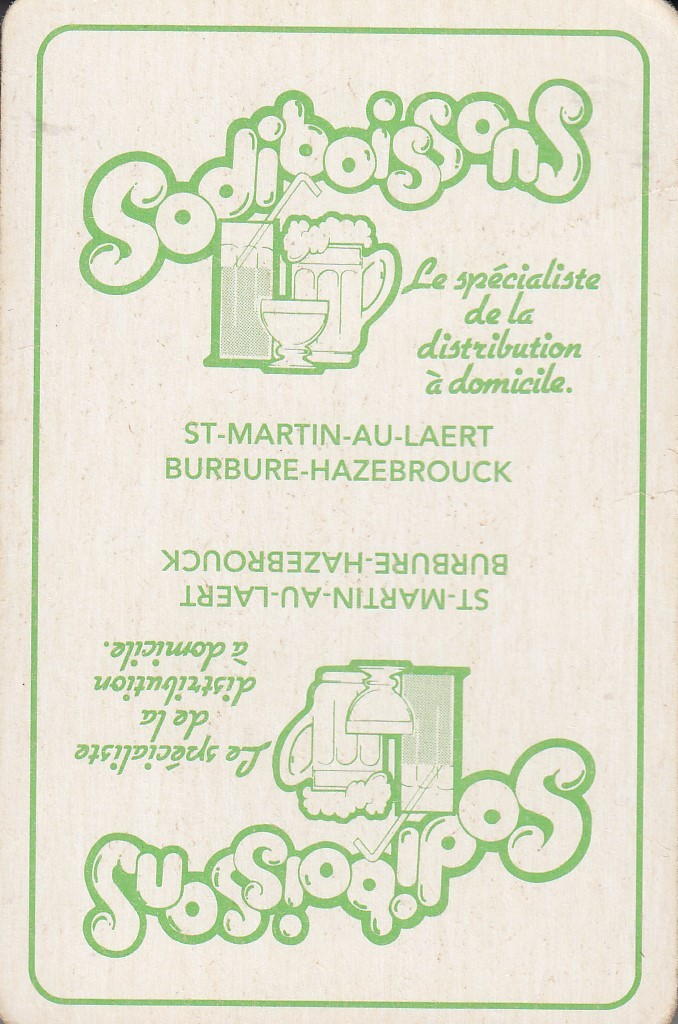 Sodiboissons
Le spécialiste
de la
distribution
à domicile.
ST-MARTIN-AU-LAERT
BURBURE-HAZEBROUCK
ST-MARTIN-AU-LAERT
BURBURE-HAZEBROUCK
Sodiboissons
Le spécialiste
de la
distribution
à domicile.